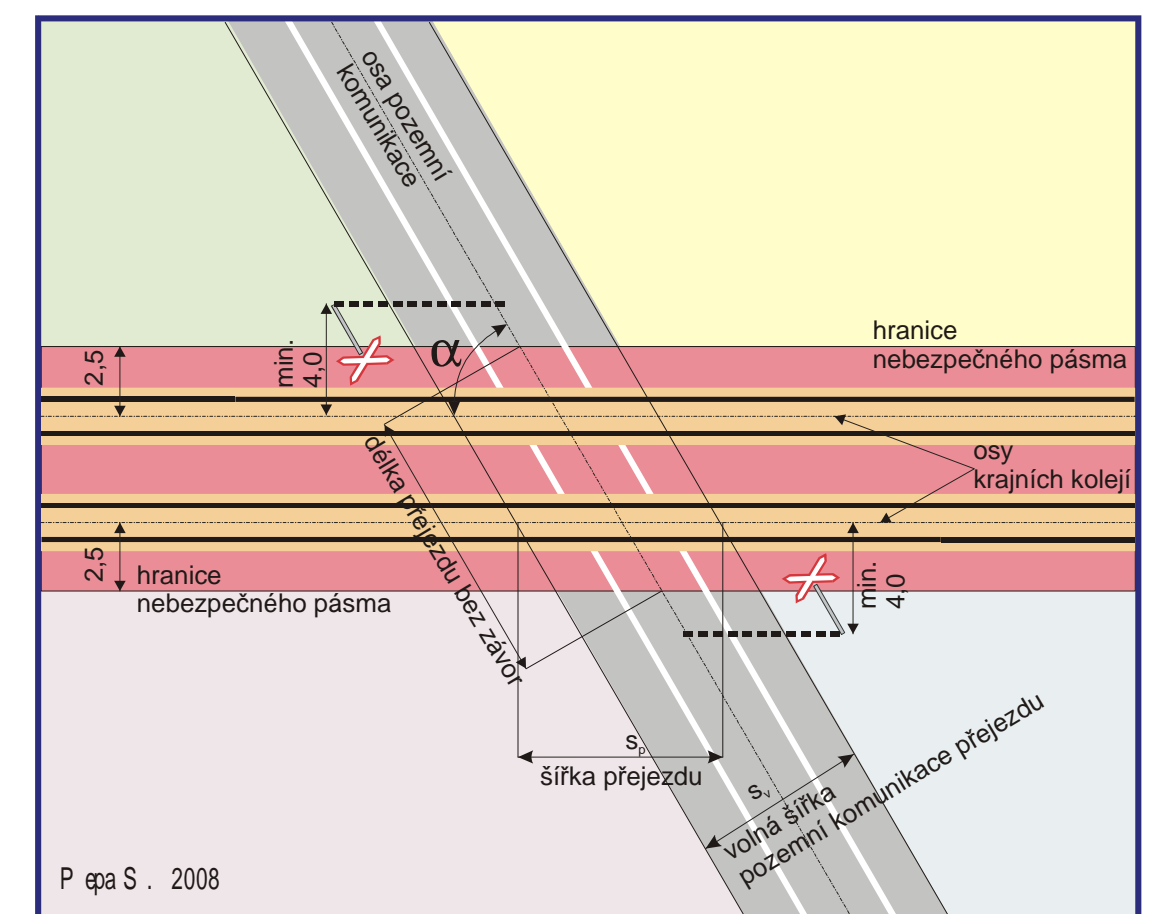 osa pozemní
komunikace
hranice
nebezpečného pásma
2,5
min.
4,0
α
osy
krajních kolejí
délka přejezdu bez závor
2,5
hranice
nebezpečného pásma
min.
4,0
sp
šířka přejezdu
sv
volná šířka
pozemní komunikace přejezdu
P epa S . 2008